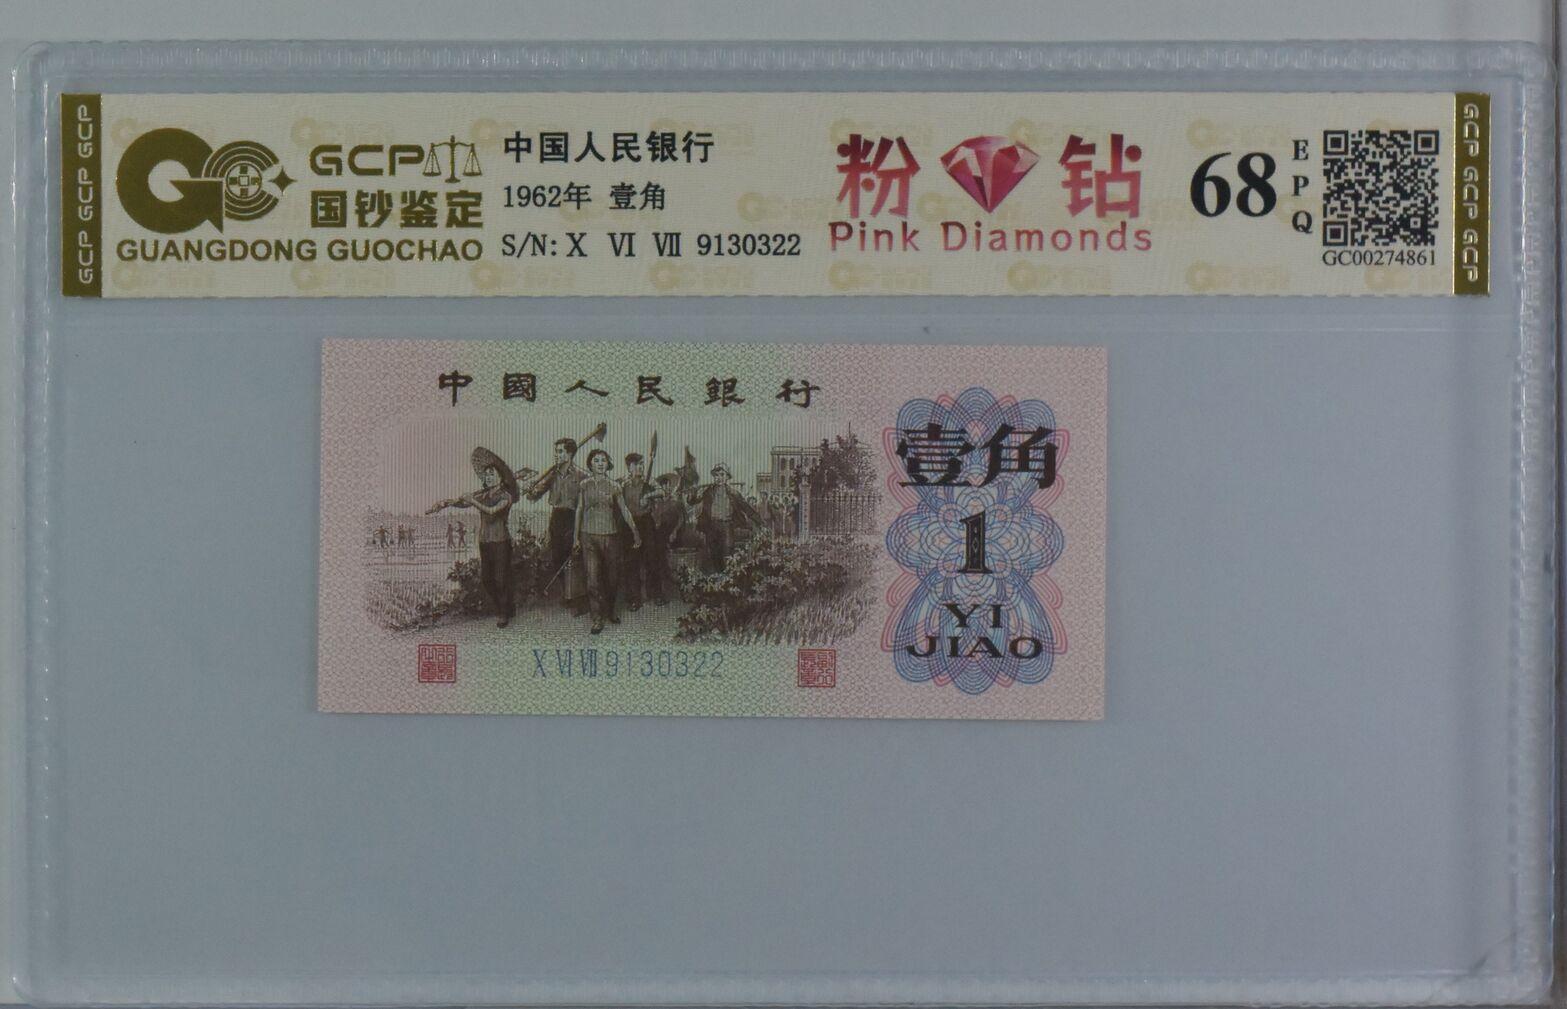 GCP GCP GCP
GCP
国钞鉴定
GUANGDONG GUOCHAO
中国人民银行
1962年 壹角
S/N: X Ⅵ Ⅶ 9130322
粉钻
Pink Diamonds
68
EPQ
GC00274861
GCP GCP GCP
中國人民銀行
壹角
1
YI
JIAO
X Ⅵ Ⅶ 9130322